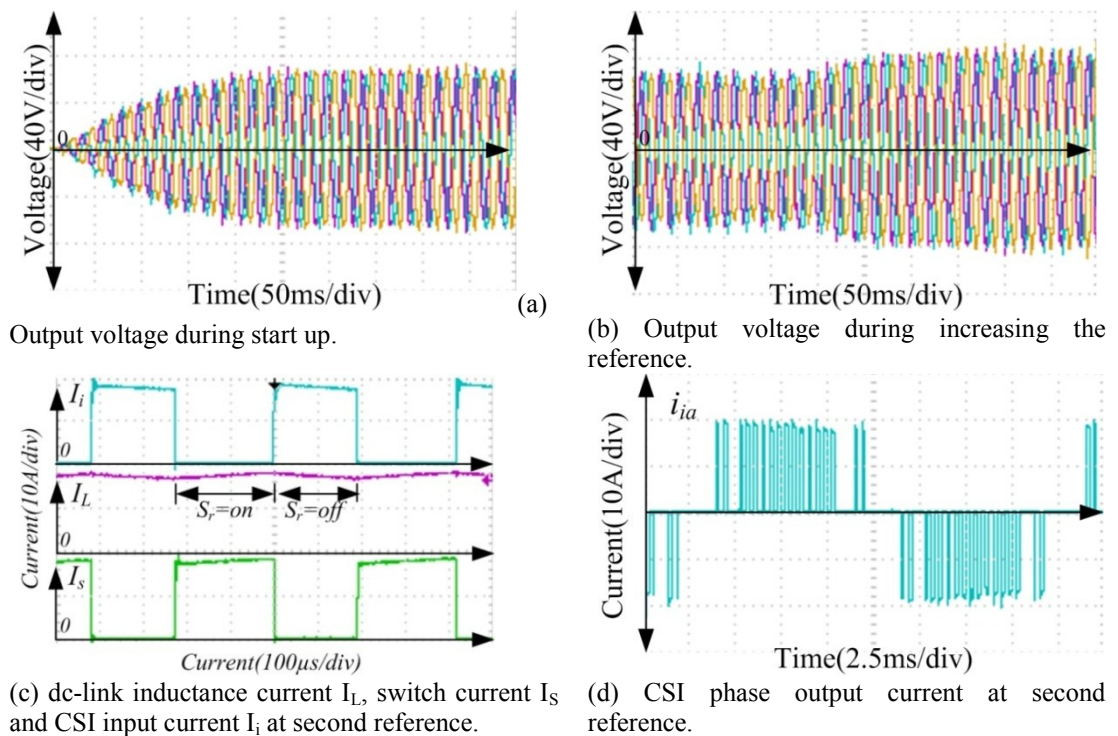 Voltage(40V/div)
0
Time(50ms/div)
(a)
Output voltage during start up.
Voltage(40V/div)
0
Time(50ms/div)
(b) Output voltage during increasing the
reference.
Current(10A/div)
Ii
0
IL
Sr=on
Sr=off
0
Is
0
Current(100µs/div)
(c) dc-link inductance current IL, switch current IS
and CSI input current Ii at second reference.
Current(10A/div)
iia
Time(2.5ms/div)
(d) CSI phase output current at second
reference.